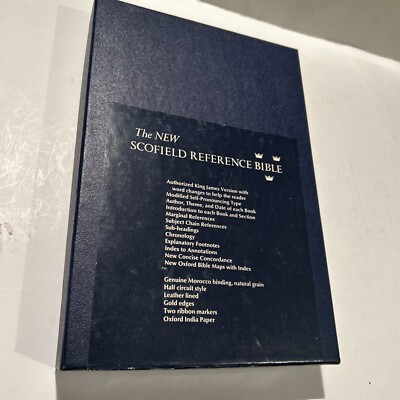 The NEW
SCOFIELD REFERENCE BIBLE
Authorized King James Version with
word changes to help the reader
Modified Self-Pronouncing Type
Author, Theme, and Date of each Book
Introduction to each Book and Section
Marginal References
Subject Chain References
Sub-headings
Chronology
Explanatory Footnotes
Index to Annotations
New Concise Concordance
New Oxford Bible Maps with Index
Genuine Morocco binding, natural grain
Half circuit style
Leather lined
Gold edges
Two ribbon markers
Oxford India Paper